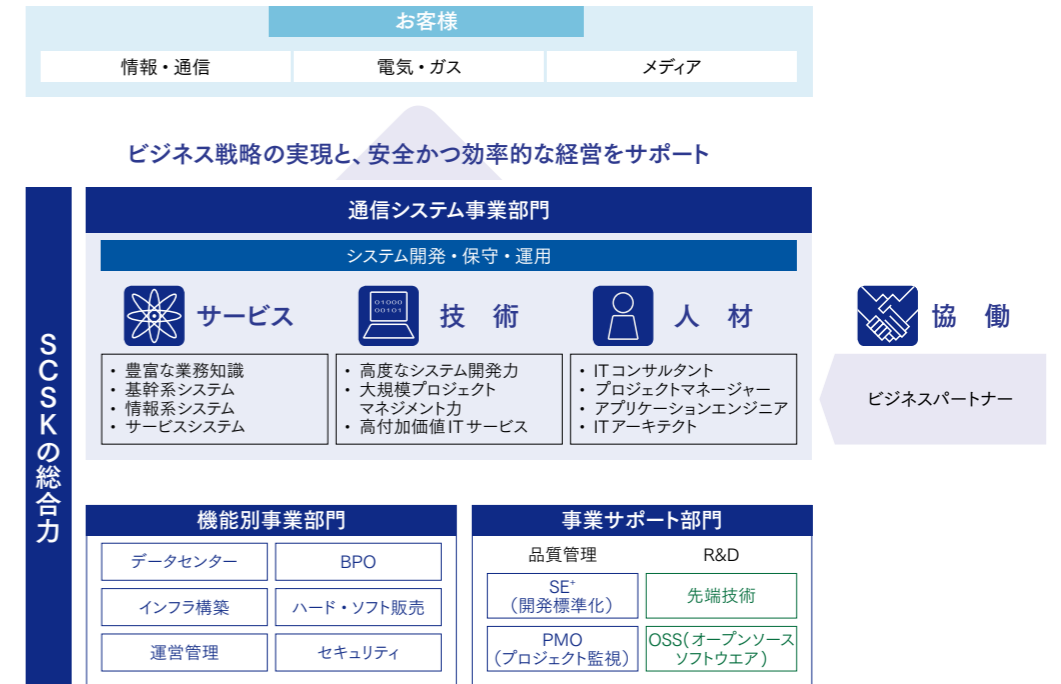 お客様
情報・通信
電気・ガス
メディア
ビジネス戦略の実現と、安全かつ効率的な経営をサポート
SCSKの総合力
通信システム事業部門
システム開発・保守・運用
サービス
・ 豊富な業務知識
・ 基幹系システム
・ 情報系システム
・ サービスシステム
01000
00101
技 術
・ 高度なシステム開発力
・ 大規模プロジェクト
マネジメント力
・ 高付加価値ITサービス
人 材
・ ITコンサルタント
・ プロジェクトマネージャー
・ アプリケーションエンジニア
・ ITアーキテクト
協 働
ビジネスパートナー
機能別事業部門
データセンター
BPO
インフラ構築
ハード・ソフト販売
運営管理
セキュリティ
事業サポート部門
品質管理
R&D
SE⁺
(開発標準化)
先端技術
PMO
(プロジェクト監視)
OSS(オープンソース
ソフトウエア)